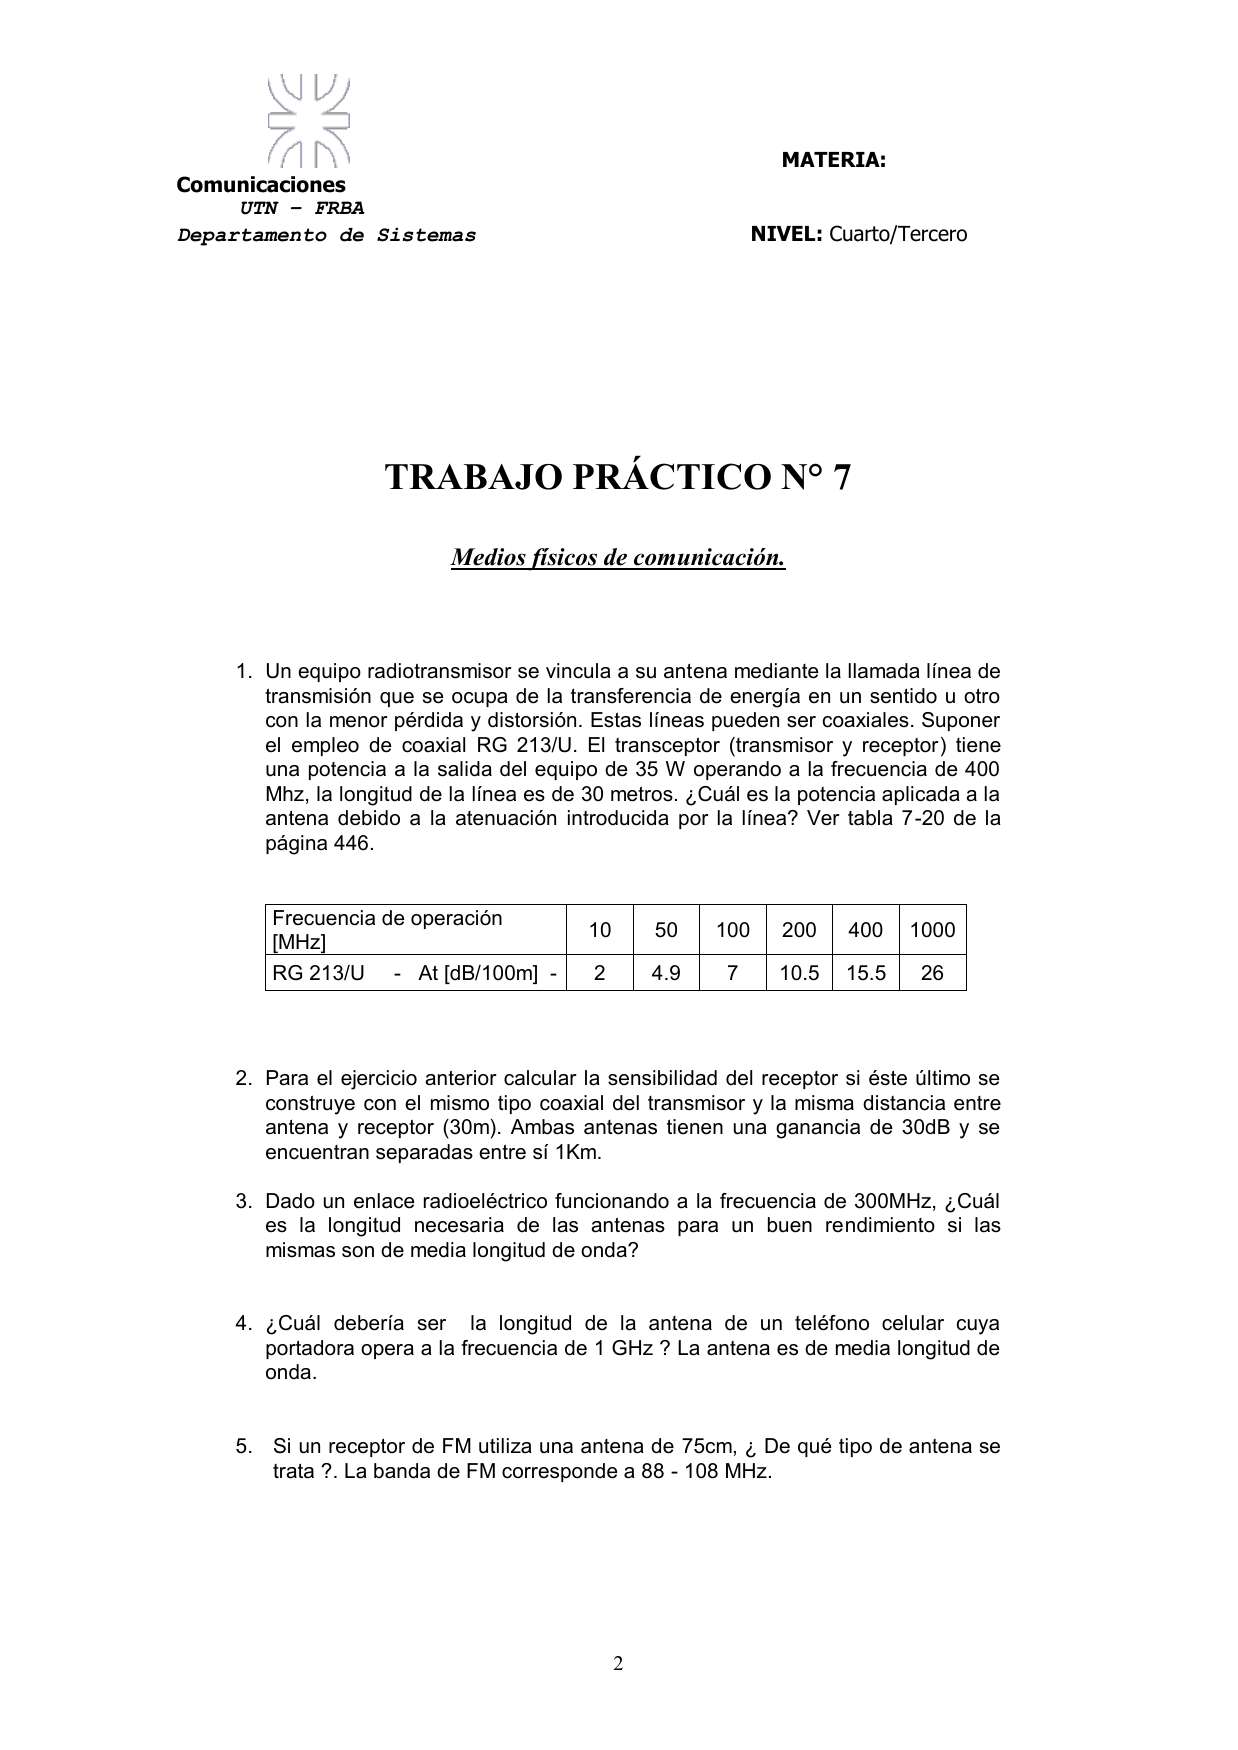 MATERIA:
Comunicaciones
UTN – FRBA
Departamento de Sistemas
NIVEL: Cuarto/Tercero
TRABAJO PRÁCTICO N° 7
Medios físicos de comunicación.
1. Un equipo radiotransmisor se vincula a su antena mediante la llamada línea de
transmisión que se ocupa de la transferencia de energía en un sentido u otro
con la menor pérdida y distorsión. Estas líneas pueden ser coaxiales. Suponer
el empleo de coaxial RG 213/U. El transceptor (transmisor y receptor) tiene
una potencia a la salida del equipo de 35 W operando a la frecuencia de 400
Mhz, la longitud de la línea es de 30 metros. ¿Cuál es la potencia aplicada a la
antena debido a la atenuación introducida por la línea? Ver tabla 7-20 de la
página 446.
Frecuencia de operación
[MHz] 10 50 100 200 400 1000
RG 213/U - At [dB/100m] - 2 4.9 7 10.5 15.5 26
2. Para el ejercicio anterior calcular la sensibilidad del receptor si éste último se
construye con el mismo tipo coaxial del transmisor y la misma distancia entre
antena y receptor (30m). Ambas antenas tienen una ganancia de 30dB y se
encuentran separadas entre sí 1Km.
3. Dado un enlace radioeléctrico funcionando a la frecuencia de 300MHz, ¿Cuál
es la longitud necesaria de las antenas para un buen rendimiento si las
mismas son de media longitud de onda?
4. ¿Cuál debería ser la longitud de la antena de un teléfono celular cuya
portadora opera a la frecuencia de 1 GHz ? La antena es de media longitud de
onda.
5. Si un receptor de FM utiliza una antena de 75cm, ¿ De qué tipo de antena se
trata ?. La banda de FM corresponde a 88 - 108 MHz.
2